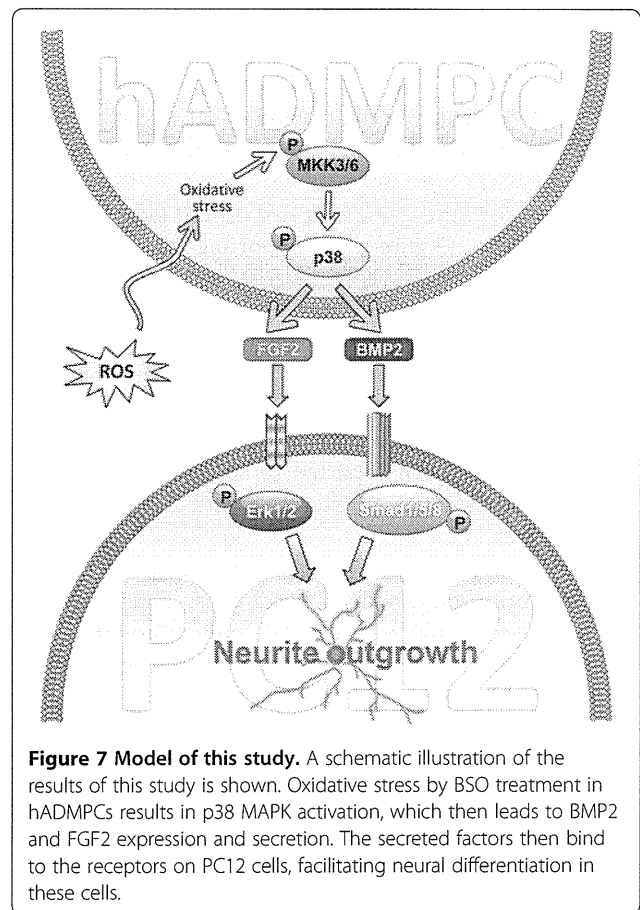 hADMPC
P
MKK3/6
Oxidative
stress
P
p38
ROS
FGF2
BMP2
P
Erk1/2
Smad1/5/8
P
PC12
Neurite outgrowth
Figure 7 Model of this study. A schematic illustration of the
results of this study is shown. Oxidative stress by BSO treatment in
hADMPCs results in p38 MAPK activation, which then leads to BMP2
and FGF2 expression and secretion. The secreted factors then bind
to the receptors on PC12 cells, facilitating neural differentiation in
these cells.